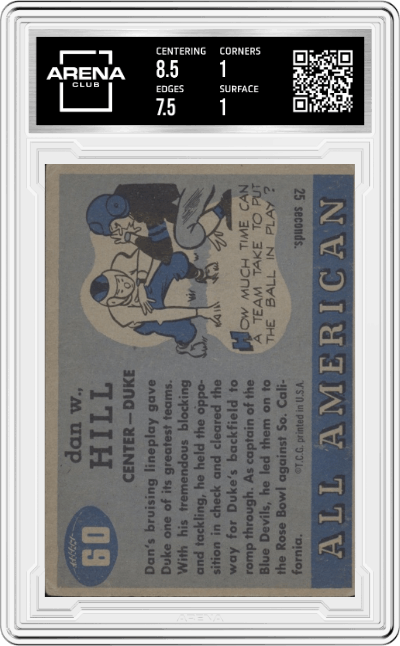 CENTERING CORNERS
8.5 1
EDGES SURFACE
7.5 1
ARENA
CLUB
60
dan w.,
HILL
CENTER—DUKE
Dan's bruising lineplay gave
Duke one of its greatest teams.
With his tremendous blocking
and tackling, he held the oppo-
sition in check and cleared the
way for Duke's backfield to
romp through. As captain of the
Blue Devils, he led them on to
the Rose Bowl against So. Cali-
fornia.
©T.C.C. printed in U.S.A.
HOW MUCH TIME CAN
A TEAM TAKE TO PUT
THE BALL IN PLAY?
25 seconds.
ALL AMERICAN
ARENA